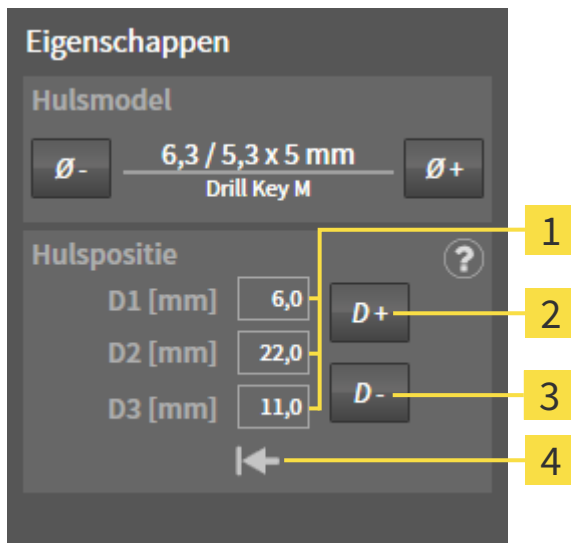 Eigenschappen
Hulsmodel
Ø - 6,3 / 5,3 x 5 mm Ø +
Drill Key M
1
Hulspositie ?
D1 [mm] 6,0 D + 2
D2 [mm] 22,0
D3 [mm] 11,0 D - 3
4